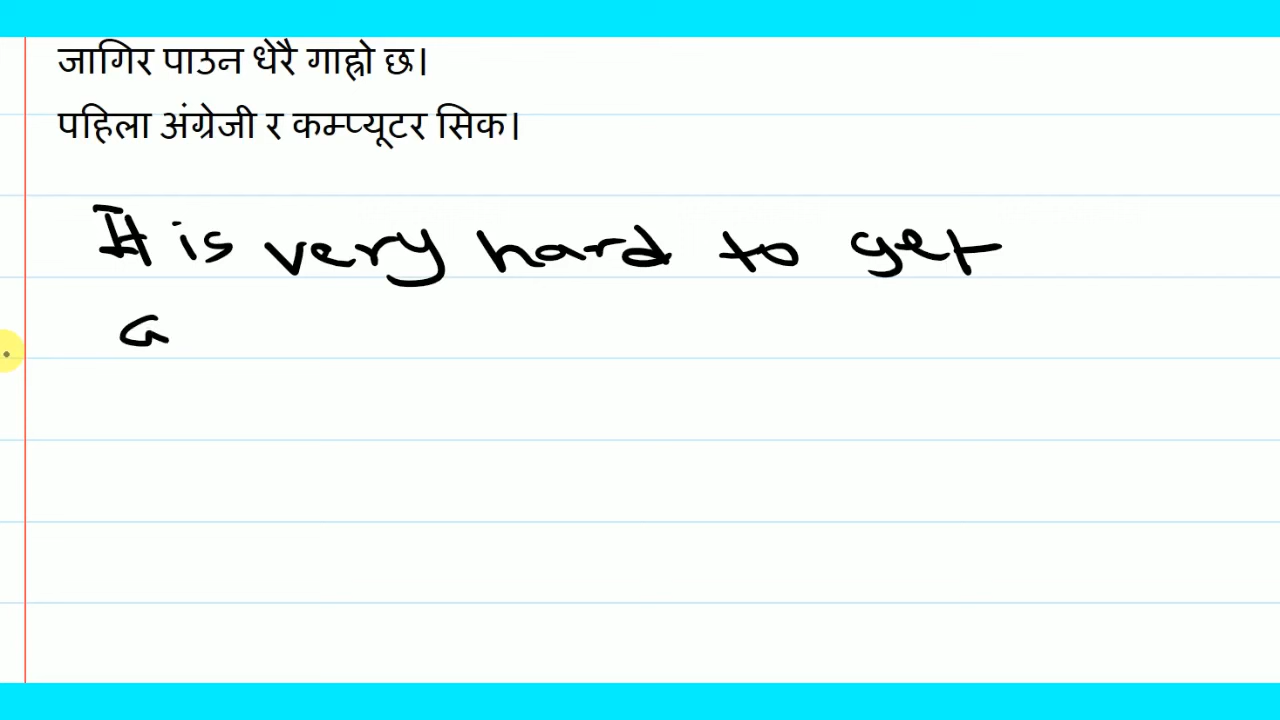 जागिर पाउन धेरै गाह्रो छ।
पहिला अंग्रेजी र कम्प्यूटर सिक।
It is very hard to get
a